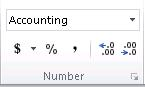 Accounting
$ % , .0 .00 .00 .0
Number